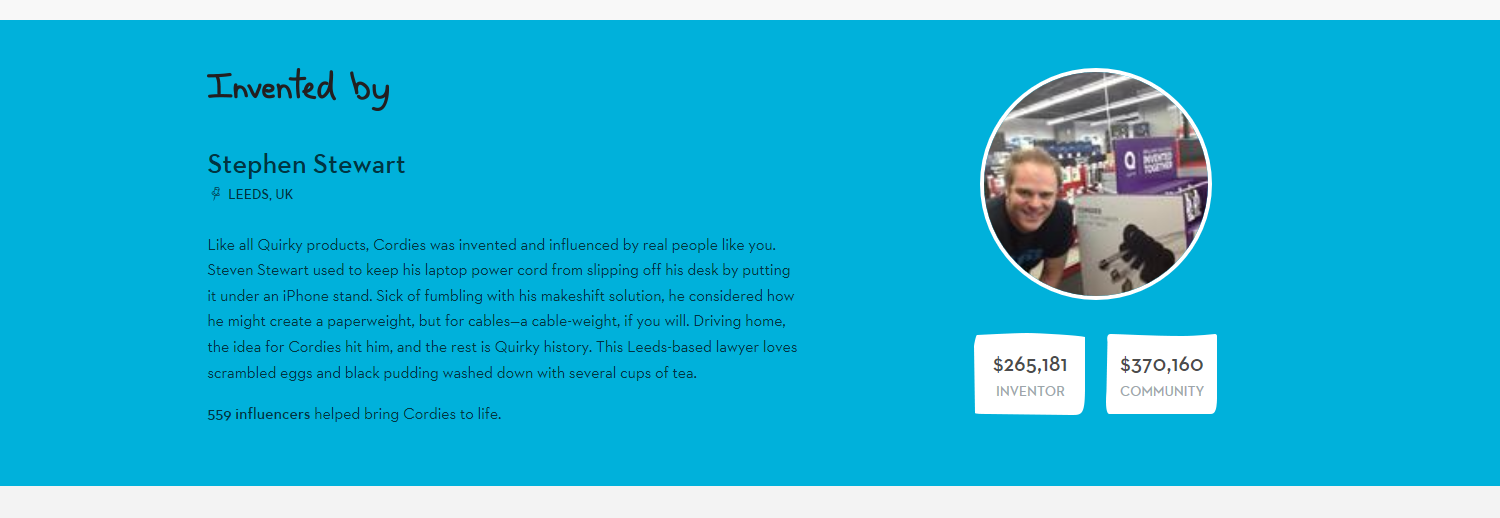 Invented by
Stephen Stewart
LEEDS, UK
Like all Quirky products, Cordies was invented and influenced by real people like you.
Steven Stewart used to keep his laptop power cord from slipping off his desk by putting
it under an iPhone stand. Sick of fumbling with his makeshift solution, he considered how
he might create a paperweight, but for cables—a cable-weight, if you will. Driving home,
the idea for Cordies hit him, and the rest is Quirky history. This Leeds-based lawyer loves
scrambled eggs and black pudding washed down with several cups of tea.
559 influencers helped bring Cordies to life.
INVENTED
TOGETHER
CORDIES
$265,181
INVENTOR
$370,160
COMMUNITY